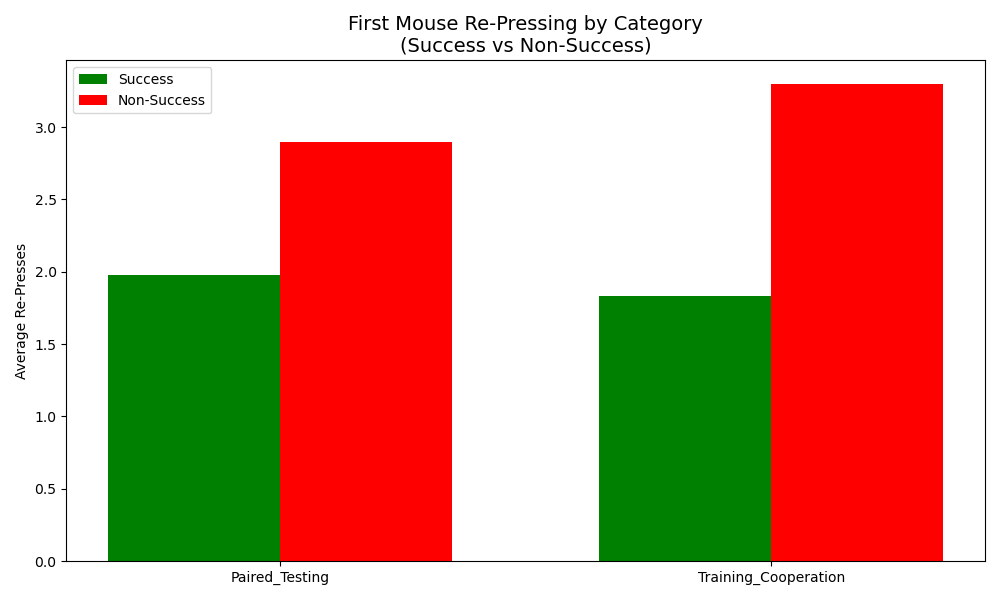 First Mouse Re-Pressing by Category
(Success vs Non-Success)
Success
Non-Success
Average Re-Presses
3.0
2.5
2.0
1.5
1.0
0.5
0.0
Paired_Testing
Training_Cooperation